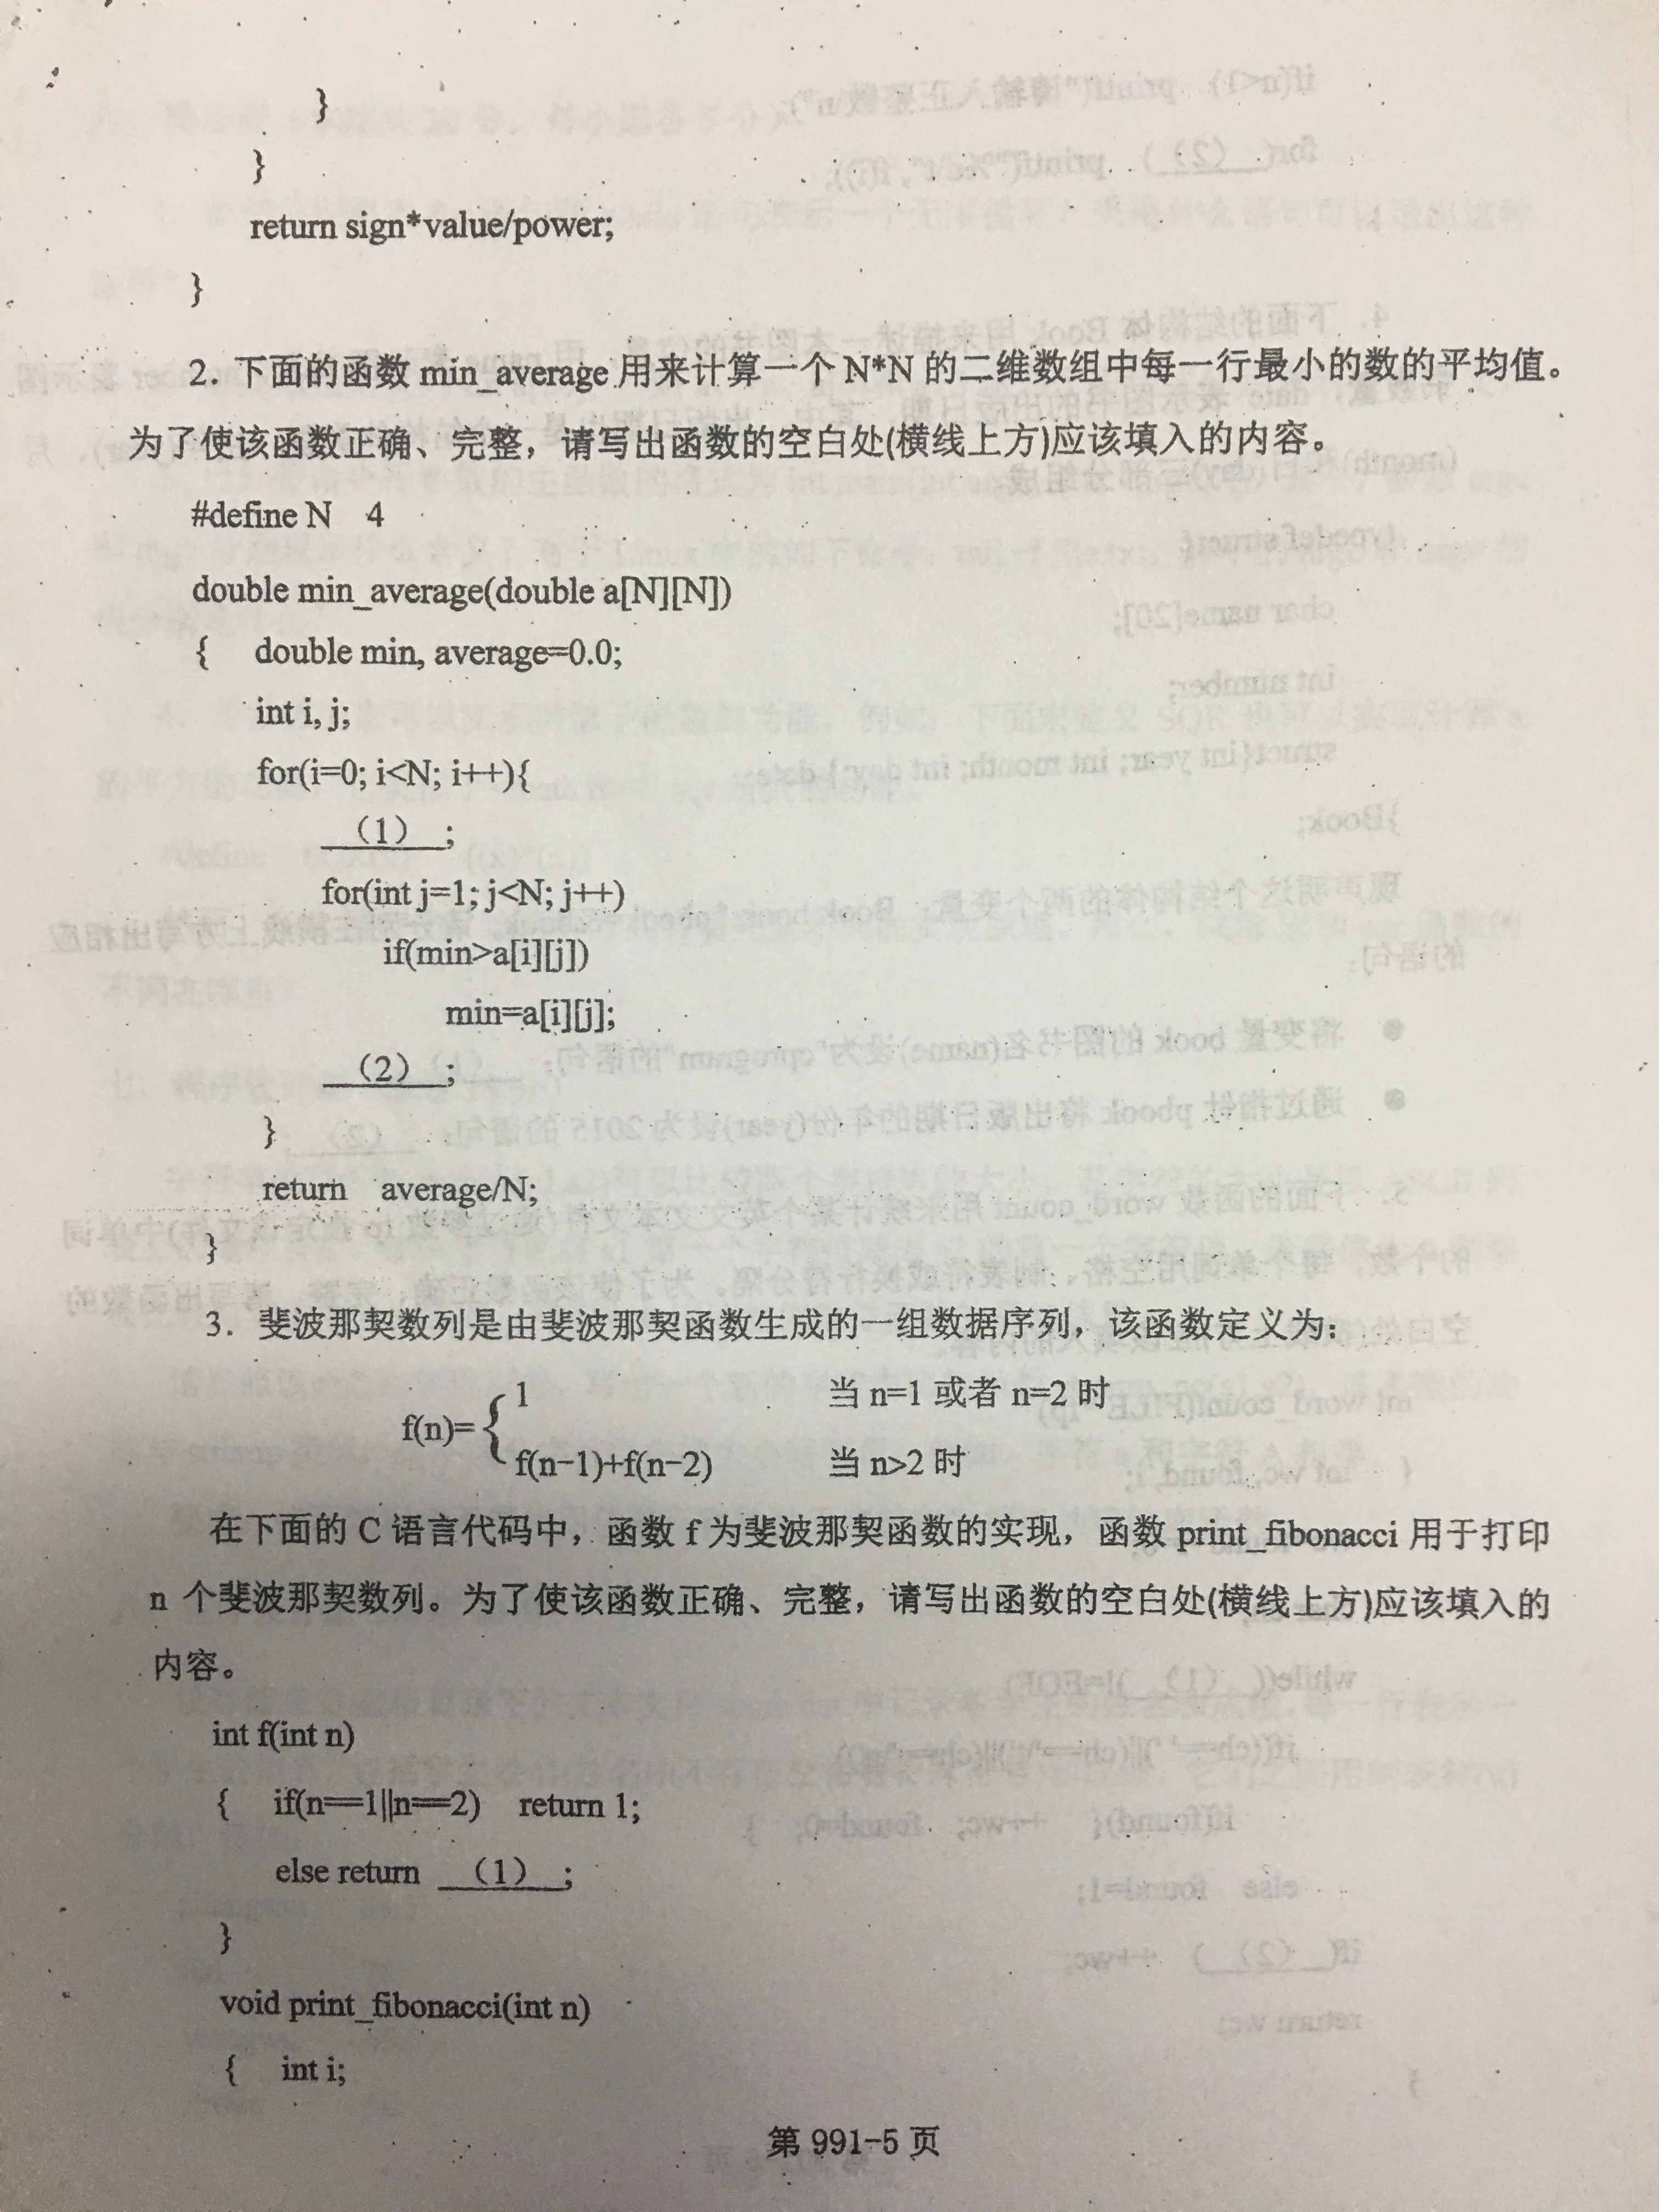 }
}
return sign*value/power;
}
2. 下面的函数 min_average 用来计算一个 N*N 的二维数组中每一行最小的数的平均值。
为了使该函数正确、完整，请写出函数的空白处(横线上方)应该填入的内容。
#define N 4
double min_average(double a[N][N])
{ double min, average=0.0;
int i, j;
for(i=0; i<N; i++){
（1） ;
for(int j=1; j<N; j++)
if(min>a[i][j])
min=a[i][j];
（2） ;
}
return average/N;
}
3. 斐波那契数列是由斐波那契函数生成的一组数据序列，该函数定义为：
1 当 n=1 或者 n=2 时
f(n)={
f(n-1)+f(n-2) 当 n>2 时
在下面的 C 语言代码中，函数 f 为斐波那契函数的实现，函数 print_fibonacci 用于打印
n 个斐波那契数列。为了使该函数正确、完整，请写出函数的空白处(横线上方)应该填入的
内容。
int f(int n)
{ if(n==1||n==2) return 1;
else return （1） ;
}
void print_fibonacci(int n)
{ int i;
第 991-5 页